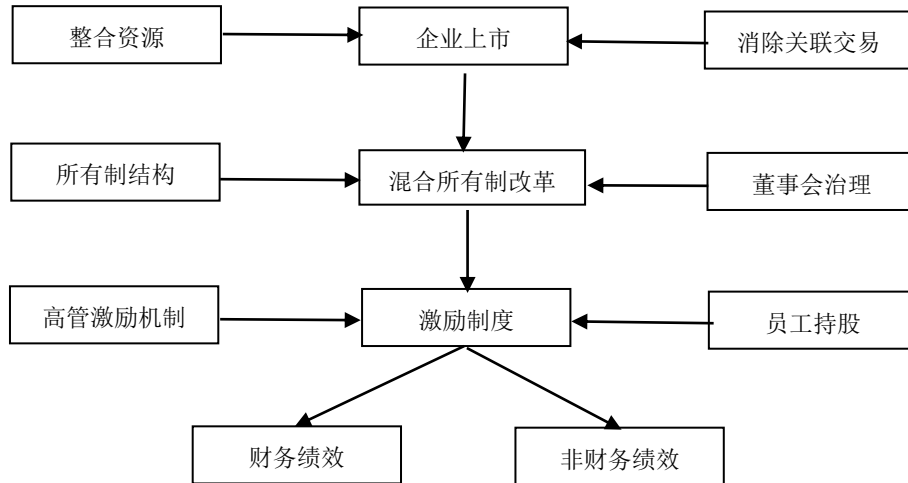 整合资源
企业上市
消除关联交易
所有制结构
混合所有制改革
董事会治理
高管激励机制
激励制度
员工持股
财务绩效
非财务绩效